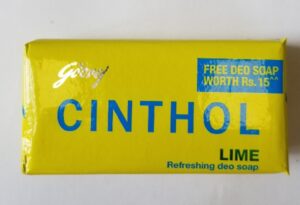 Godrej
FREE DEO SOAP
WORTH Rs. 15^^
CINTHOL
LIME
Refreshing deo soap